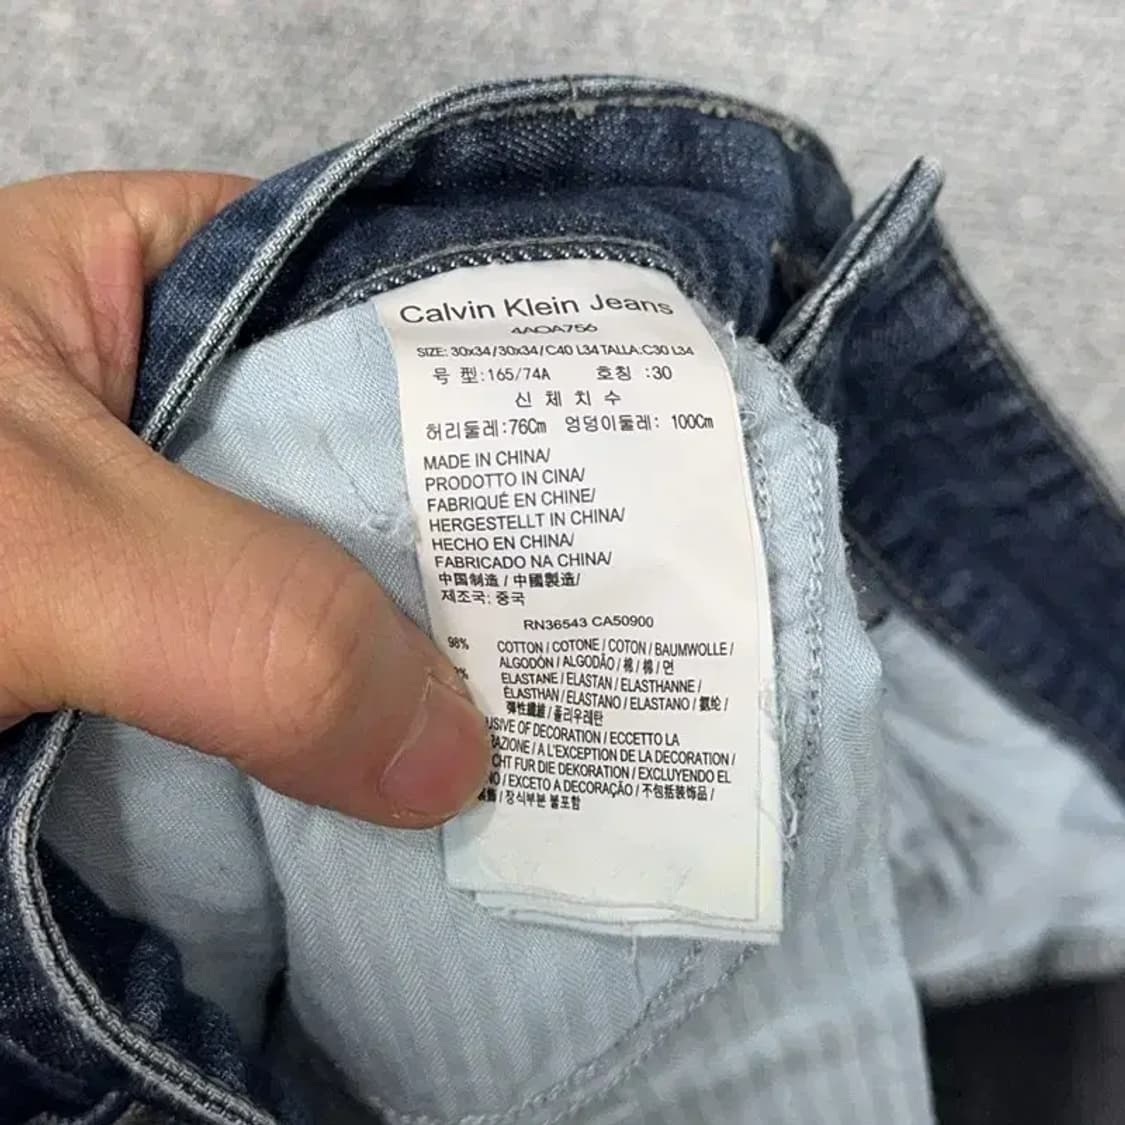 Calvin Klein Jeans
4AOA756
SIZE: 30x34/30x34/C40 L34 TALLA:C30 L34
号 型:165/74A 호칭 :30
신 체 치 수
허리둘레:76Cm 엉덩이둘레: 100Cm
MADE IN CHINA/
PRODOTTO IN CINA/
FABRIQUÉ EN CHINE/
HERGESTELLT IN CHINA/
HECHO EN CHINA/
FABRICADO NA CHINA/
中国制造 / 中國製造/
제조국: 중국
RN36543 CA50900
98% COTTON / COTONE / COTON / BAUMWOLLE /
ALGODÓN / ALGODÃO / 棉 / 棉 / 면
ELASTANE / ELASTAN / ELASTHANNE /
ÉLASTHAN / ELASTANO / ELASTANO / 氨纶 /
彈性纖維 / 폴리우레탄
OF DECORATION / ECCETTO LA
/ A L'EXCEPTION DE LA DECORATION /
FUR DIE DEKORATION / EXCLUYENDO EL
/ EXCETO A DECORAÇÃO / 不包括装饰品 /
/ 장식부분 불포함